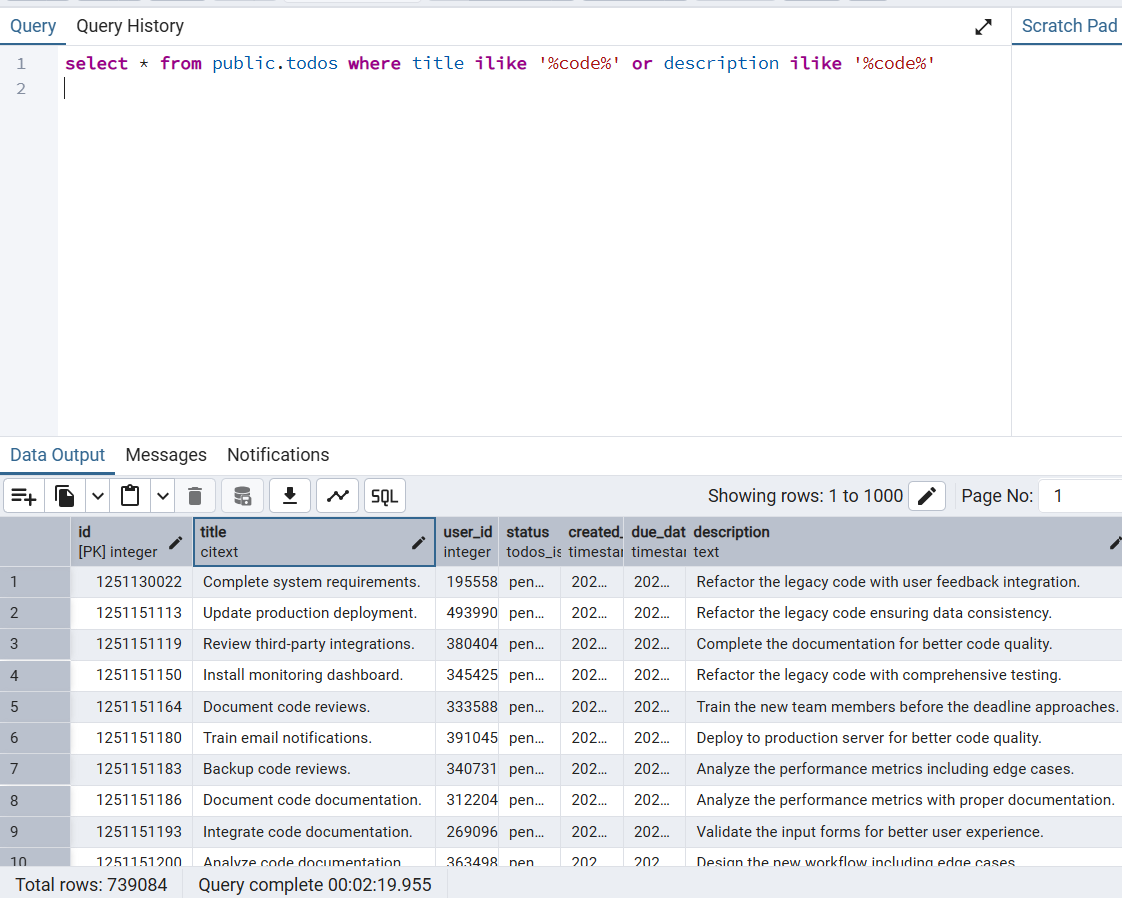 Query Query History Scratch Pad
1 select * from public.todos where title ilike '%code%' or description ilike '%code%'
2
Data Output Messages Notifications
SQL Showing rows: 1 to 1000 Page No: 1
id title user_id status created_ due_dat description
[PK] integer citext integer todos_is timestar timestar text
1 1251130022 Complete system requirements. 195558 pen... 202... 202... Refactor the legacy code with user feedback integration.
2 1251151113 Update production deployment. 493990 pen... 202... 202... Refactor the legacy code ensuring data consistency.
3 1251151119 Review third-party integrations. 380404 pen... 202... 202... Complete the documentation for better code quality.
4 1251151150 Install monitoring dashboard. 345425 pen... 202... 202... Refactor the legacy code with comprehensive testing.
5 1251151164 Document code reviews. 333588 pen... 202... 202... Train the new team members before the deadline approaches.
6 1251151180 Train email notifications. 391045 pen... 202... 202... Deploy to production server for better code quality.
7 1251151183 Backup code reviews. 340731 pen... 202... 202... Analyze the performance metrics including edge cases.
8 1251151186 Document code documentation. 312204 pen... 202... 202... Analyze the performance metrics with proper documentation.
9 1251151193 Integrate code documentation. 269096 pen... 202... 202... Validate the input forms for better user experience.
10 1251151200 Analyze code documentation. 363498 pen... 202... 202... Design the new workflow including edge cases.
Total rows: 739084 Query complete 00:02:19.955